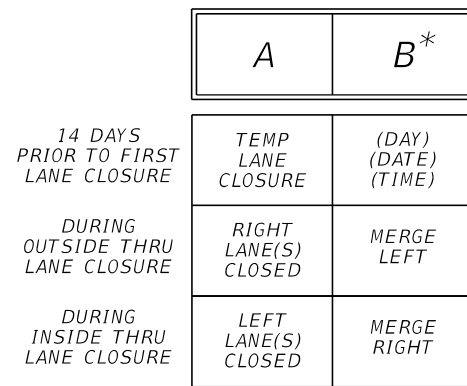 A B*
14 DAYS
PRIOR TO FIRST
LANE CLOSURE
TEMP
LANE
CLOSURE
(DAY)
(DATE)
(TIME)
DURING
OUTSIDE THRU
LANE CLOSURE
RIGHT
LANE(S)
CLOSED
MERGE
LEFT
DURING
INSIDE THRU
LANE CLOSURE
LEFT
LANE(S)
CLOSED
MERGE
RIGHT